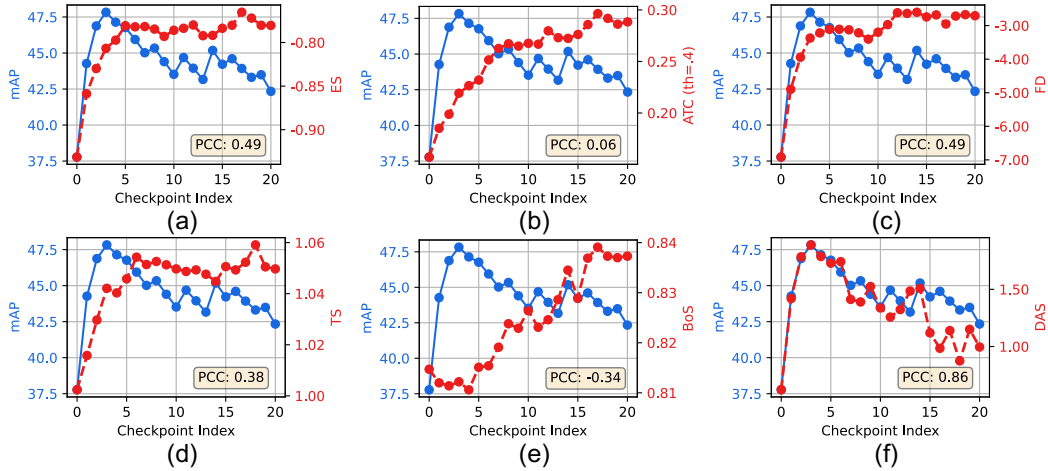 47.5
45.0
42.5
40.0
37.5
mAP
-0.80
-0.85
-0.90
ES
PCC: 0.49
0 5 10 15 20
Checkpoint Index
(a)
47.5
45.0
42.5
40.0
37.5
mAP
0.30
0.25
0.20
ATC (th=.4)
PCC: 0.06
0 5 10 15 20
Checkpoint Index
(b)
47.5
45.0
42.5
40.0
37.5
mAP
-3.00
-4.00
-5.00
-6.00
-7.00
FD
PCC: 0.49
0 5 10 15 20
Checkpoint Index
(c)
47.5
45.0
42.5
40.0
37.5
mAP
1.06
1.04
1.02
1.00
TS
PCC: 0.38
0 5 10 15 20
Checkpoint Index
(d)
47.5
45.0
42.5
40.0
37.5
mAP
0.84
0.83
0.82
0.81
BoS
PCC: -0.34
0 5 10 15 20
Checkpoint Index
(e)
47.5
45.0
42.5
40.0
37.5
mAP
1.50
1.00
DAS
PCC: 0.86
0 5 10 15 20
Checkpoint Index
(f)